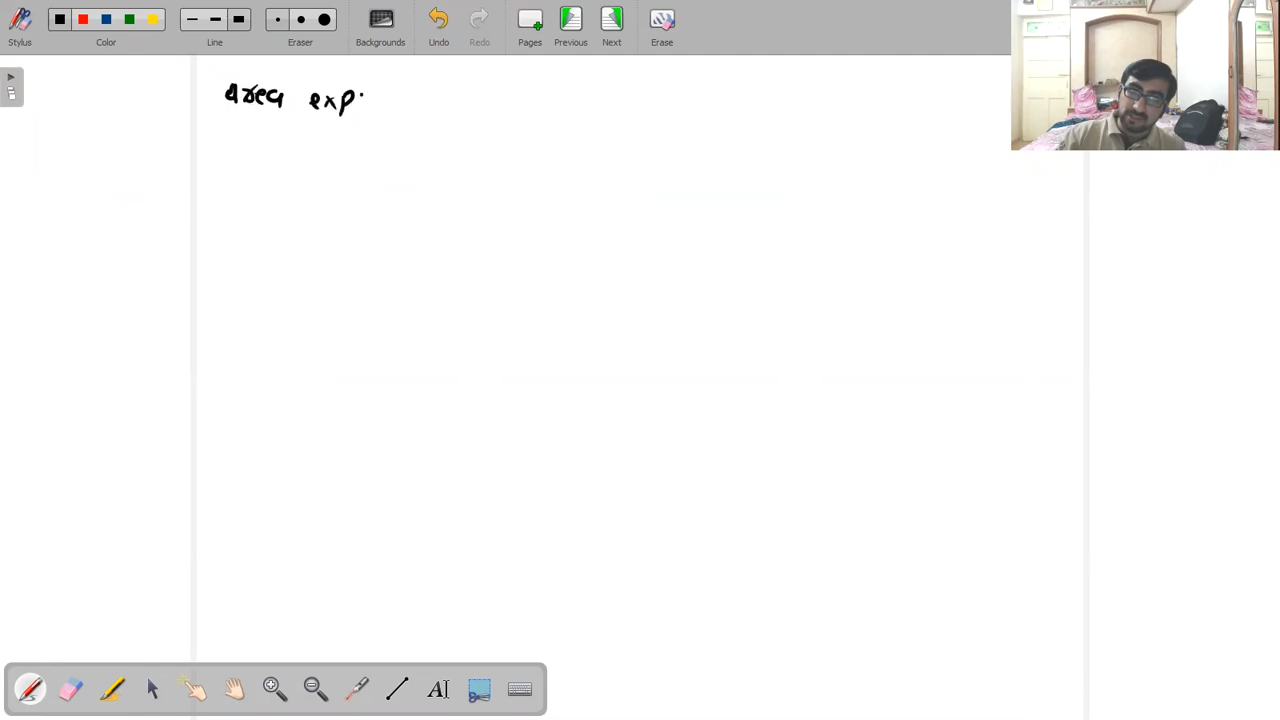 Stylus
Color
Line
Eraser
Backgrounds
Undo
Redo
Pages
Previous
Next
Erase
Area exp.
A